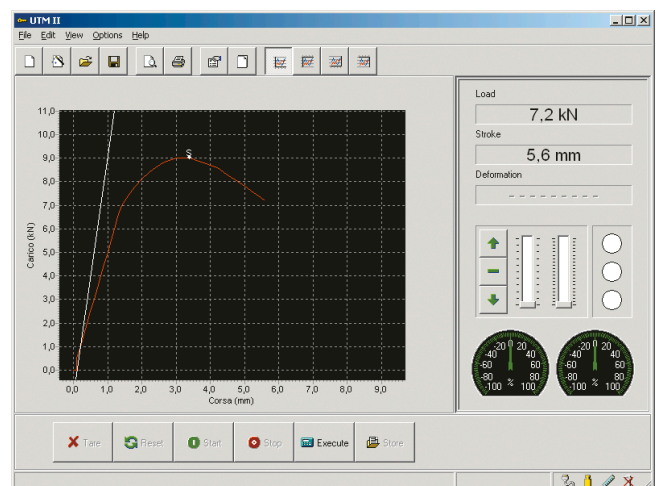 UTM II
File Edit View Options Help
Load
7,2 kN
Stroke
5,6 mm
Deformation
- - - - - - - - -
11,0
10,0
9,0
8,0
7,0
6,0
5,0
4,0
3,0
2,0
1,0
0,0
Carico (kN)
S
0,0 1,0 2,0 3,0 4,0 5,0 6,0 7,0 8,0 9,0
Corsa (mm)
-20 0 20
-40 40
-60 60
-80 80
-100 % 100
-20 0 20
-40 40
-60 60
-80 80
-100 % 100
Tare Reset Start Stop Execute Store